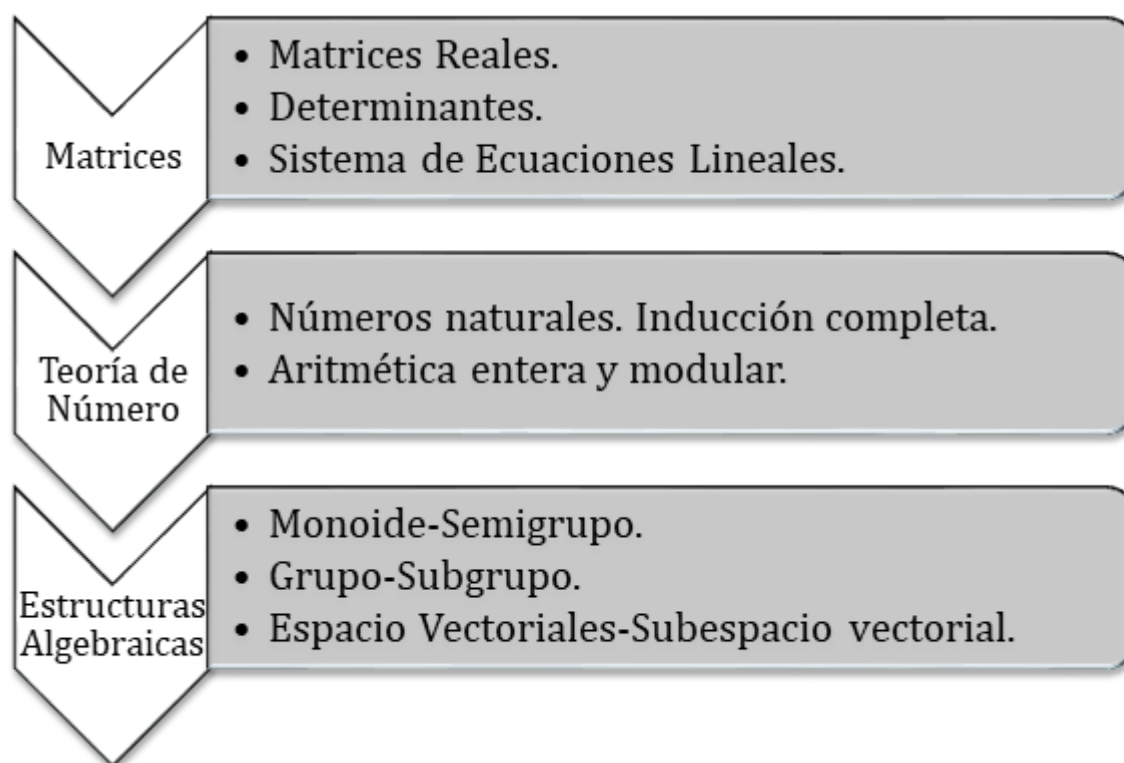 Matrices
• Matrices Reales.
• Determinantes.
• Sistema de Ecuaciones Lineales.
Teoría de
Número
• Números naturales. Inducción completa.
• Aritmética entera y modular.
Estructuras
Algebraicas
• Monoide-Semigrupo.
• Grupo-Subgrupo.
• Espacio Vectoriales-Subespacio vectorial.